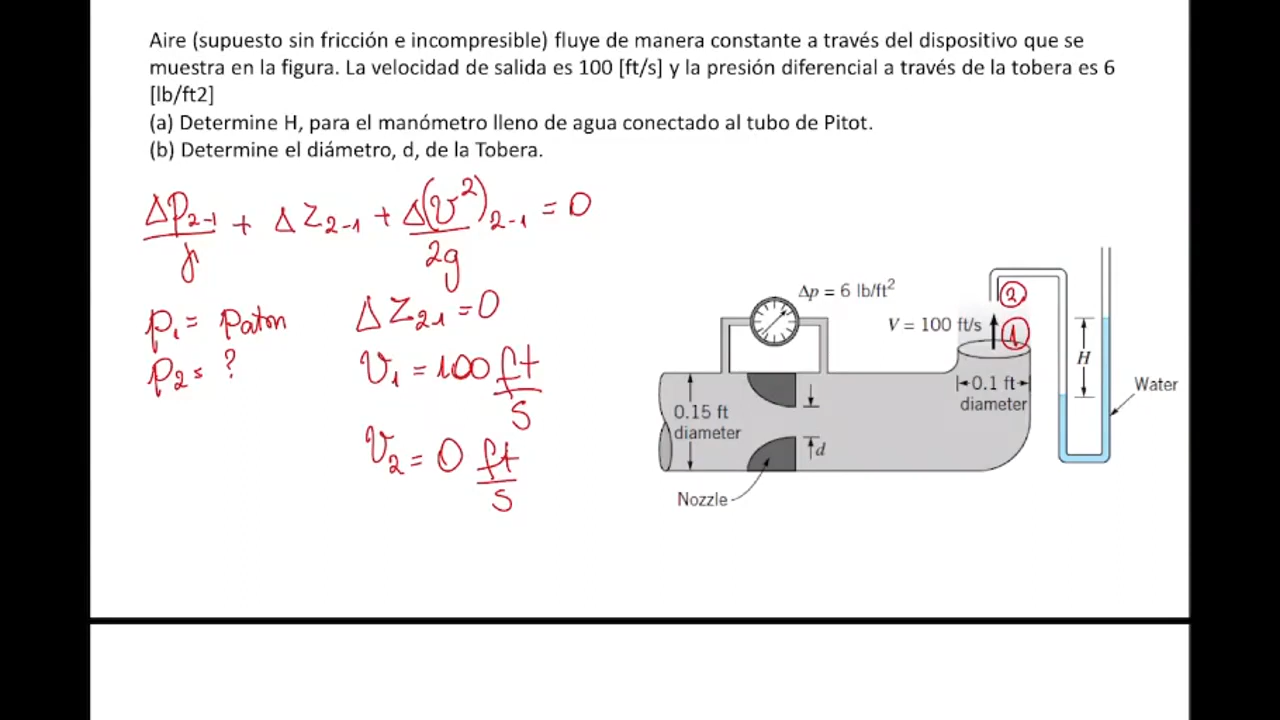 Aire (supuesto sin fricción e incompresible) fluye de manera constante a través del dispositivo que se
muestra en la figura. La velocidad de salida es 100 [ft/s] y la presión diferencial a través de la tobera es 6
[lb/ft2]
(a) Determine H, para el manómetro lleno de agua conectado al tubo de Pitot.
(b) Determine el diámetro, d, de la Tobera.
Δp₂₋₁/γ + Δz₂₋₁ + Δ(v²)₂₋₁/2g = 0
p₁ = patm
p₂ = ?
Δz₂₁ = 0
v₁ = 100 ft/s
v₂ = 0 ft/s
Δp = 6 lb/ft²
V = 100 ft/s
2
1
H
0.1 ft
diameter
Water
0.15 ft
diameter
d
Nozzle